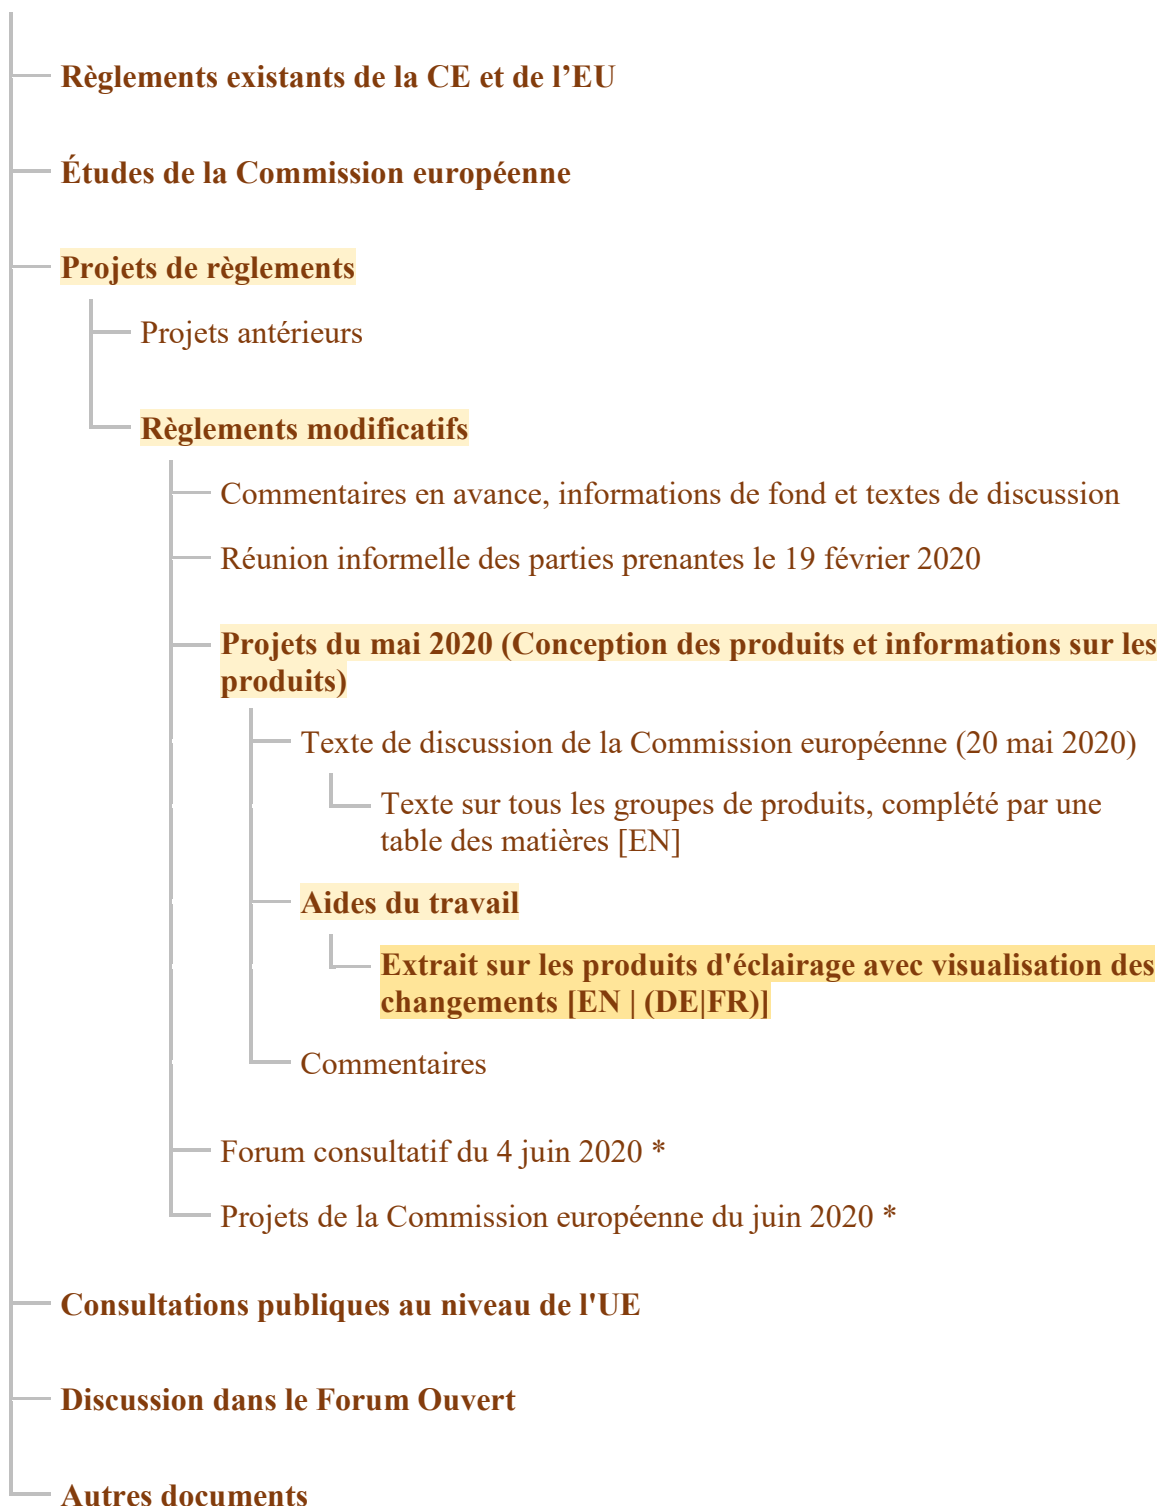 Règlements existants de la CE et de l’EU
Études de la Commission européenne
Projets de règlements
Projets antérieurs
Règlements modificatifs
Commentaires en avance, informations de fond et textes de discussion
Réunion informelle des parties prenantes le 19 février 2020
Projets du mai 2020 (Conception des produits et informations sur les
produits)
Texte de discussion de la Commission européenne (20 mai 2020)
Texte sur tous les groupes de produits, complété par une
table des matières [EN]
Aides du travail
Extrait sur les produits d'éclairage avec visualisation des
changements [EN | (DE|FR)]
Commentaires
Forum consultatif du 4 juin 2020 *
Projets de la Commission européenne du juin 2020 *
Consultations publiques au niveau de l'UE
Discussion dans le Forum Ouvert
Autres documents